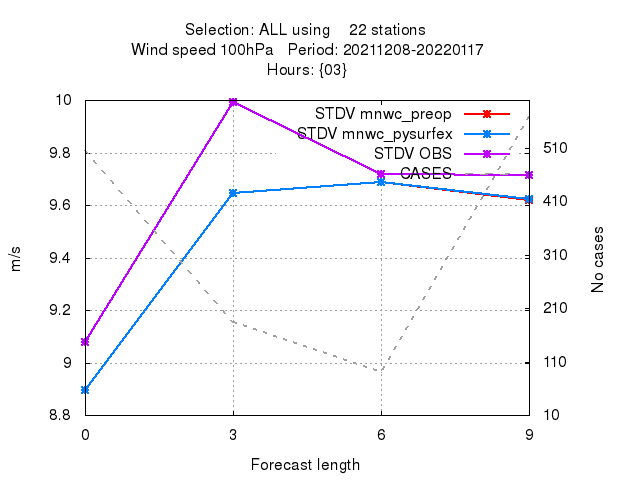 Selection: ALL using 22 stations
Wind speed 100hPa Period: 20211208-20220117
Hours: {03}
STDV mnwc_preop
STDV mnwc_pysurfex
STDV OBS
CASES
10
9.8
9.6
9.4
9.2
9
8.8
510
410
310
210
110
10
m/s
No cases
0 3 6 9
Forecast length